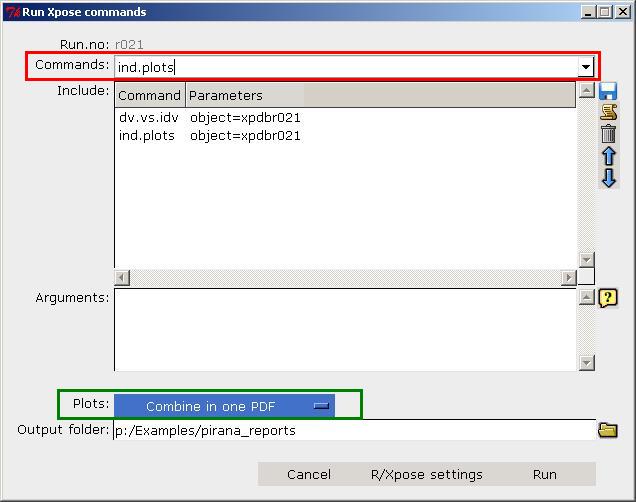 Run Xpose commands
Run.no: r021
Commands: ind.plots
Include: Command Parameters
dv.vs.idv object=xpdbr021
ind.plots object=xpdbr021
Arguments: ?
Plots: Combine in one PDF
Output folder: p:/Examples/pirana_reports
Cancel R/Xpose settings Run